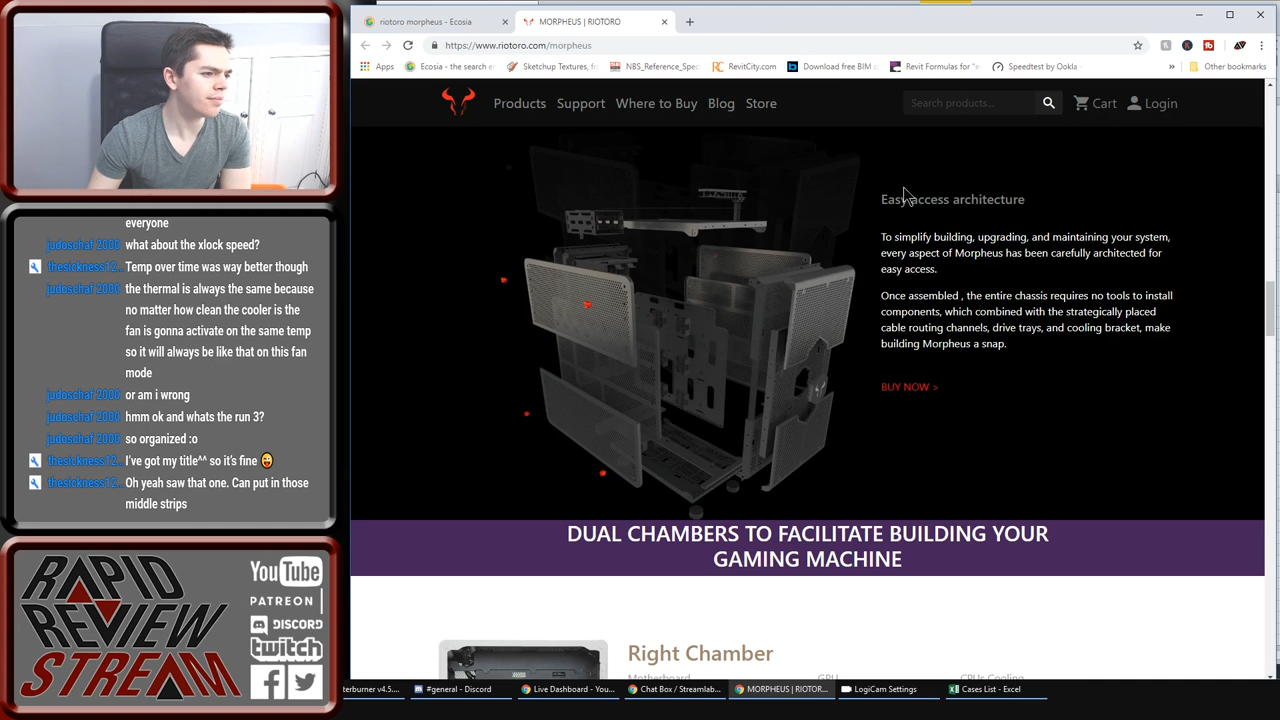 riotoro morpheus - Ecosia
MORPHEUS | RIOTORO
https://www.riotoro.com/morpheus
Apps
Ecosia - the search e
Sketchup Textures, f
NBS_Reference_Spec
RevitCity.com
Download free BIM c
Revit Formulas for "e
Speedtest by Ookla
»
Other bookmarks
Products
Support
Where to Buy
Blog
Store
Search products...
Cart
Login
everyone
judoschaf 2000 what about the xlock speed?
thesickness12... Temp over time was way better though
judoschaf 2000 the thermal is always the same because
no matter how clean the cooler is the
fan is gonna activate on the same temp
so it will always be like that on this fan
mode
judoschaf 2000 or am i wrong
judoschaf 2000 hmm ok and whats the run 3?
judoschaf 2000 so organized :o
thesickness12... I've got my title^^ so it's fine 😜
thesickness12... Oh yeah saw that one. Can put in those
middle strips
Easy access architecture
To simplify building, upgrading, and maintaining your system,
every aspect of Morpheus has been carefully architected for
easy access.
Once assembled , the entire chassis requires no tools to install
components, which combined with the strategically placed
cable routing channels, drive trays, and cooling bracket, make
building Morpheus a snap.
BUY NOW >
DUAL CHAMBERS TO FACILITATE BUILDING YOUR
GAMING MACHINE
Right Chamber
Motherboard
GPU
CPUs Cooling
RAPID
REVIEW
STREAM
YouTube
PATREON
DISCORD
twitch
terburner v4.5....
#general - Discord
Live Dashboard - You...
Chat Box / Streamlab...
MORPHEUS | RIOTOR...
LogiCam Settings
Cases List - Excel